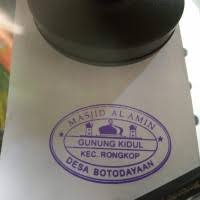 MASJID AL AMIN
GUNUNG KIDUL
KEC. RONGKOP
DESA BOTODAYAAN